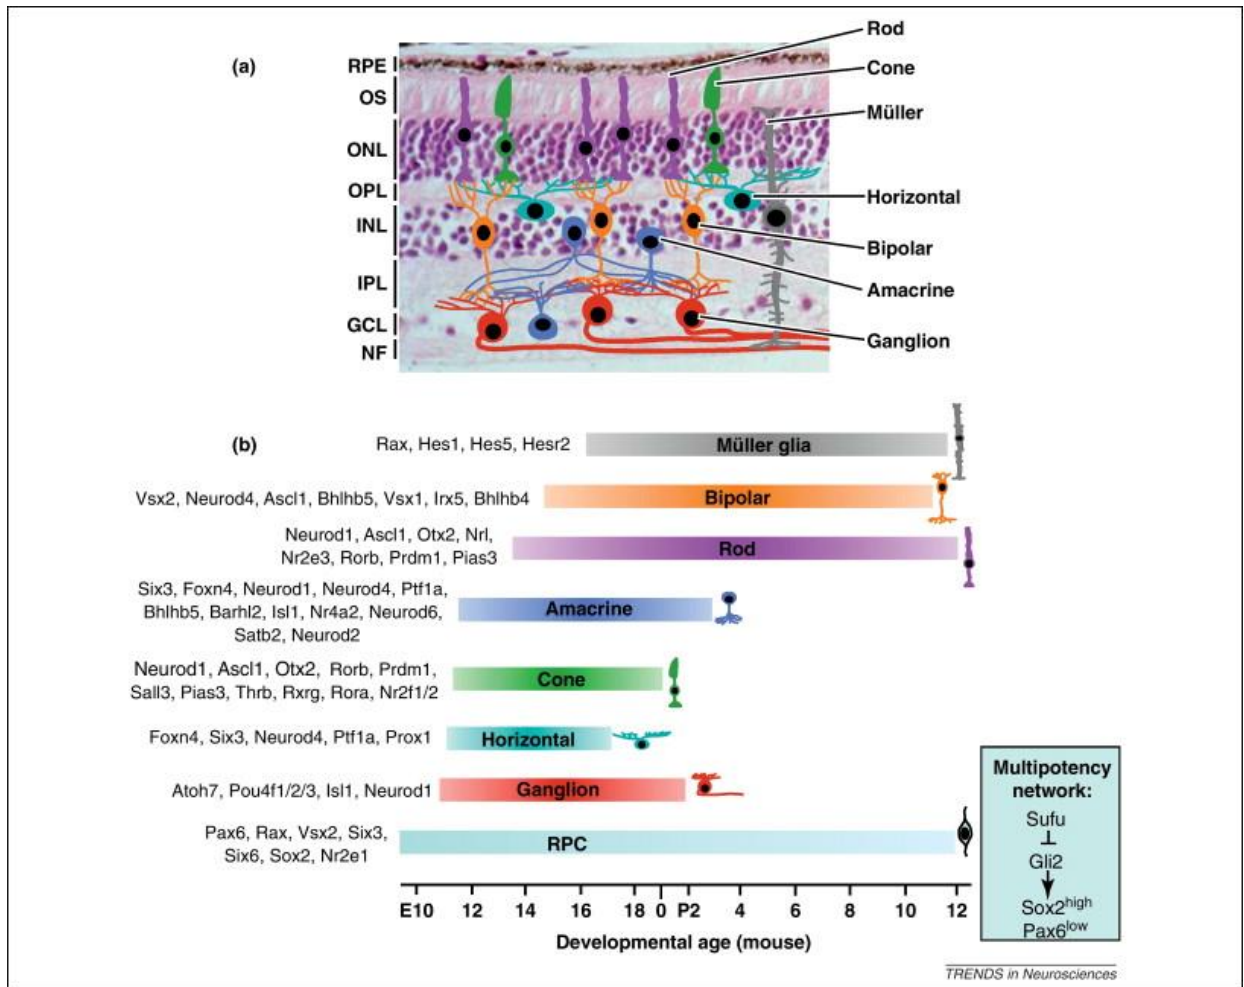 (a)
RPE
OS
ONL
OPL
INL
IPL
GCL
NF
Rod
Cone
Müller
Horizontal
Bipolar
Amacrine
Ganglion
(b)
Rax, Hes1, Hes5, Hesr2
Müller glia
Vsx2, Neurod4, Ascl1, Bhlhb5, Vsx1, Irx5, Bhlhb4
Bipolar
Neurod1, Ascl1, Otx2, Nrl,
Nr2e3, Rorb, Prdm1, Pias3
Rod
Six3, Foxn4, Neurod1, Neurod4, Ptf1a,
Bhlhb5, Barhl2, Isl1, Nr4a2, Neurod6,
Satb2, Neurod2
Amacrine
Neurod1, Ascl1, Otx2, Rorb, Prdm1,
Sall3, Pias3, Thrb, Rxrg, Rora, Nr2f1/2
Cone
Foxn4, Six3, Neurod4, Ptf1a, Prox1
Horizontal
Atoh7, Pou4f1/2/3, Isl1, Neurod1
Ganglion
Pax6, Rax, Vsx2, Six3,
Six6, Sox2, Nr2e1
RPC
E10 12 14 16 18 0 P2 4 6 8 10 12
Developmental age (mouse)
Multipotency
network:
Sufu
Gli2
Sox2high
Pax6low
TRENDS in Neurosciences